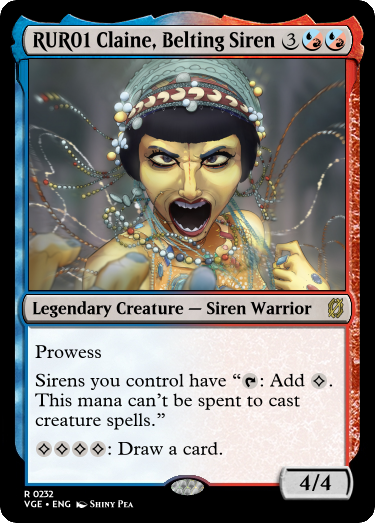 RUR01 Claine, Belting Siren 3
Legendary Creature — Siren Warrior
Prowess
Sirens you control have “: Add .
This mana can’t be spent to cast
creature spells.”
: Draw a card.
4/4
R 0232
VGE • ENG Shiny Pea